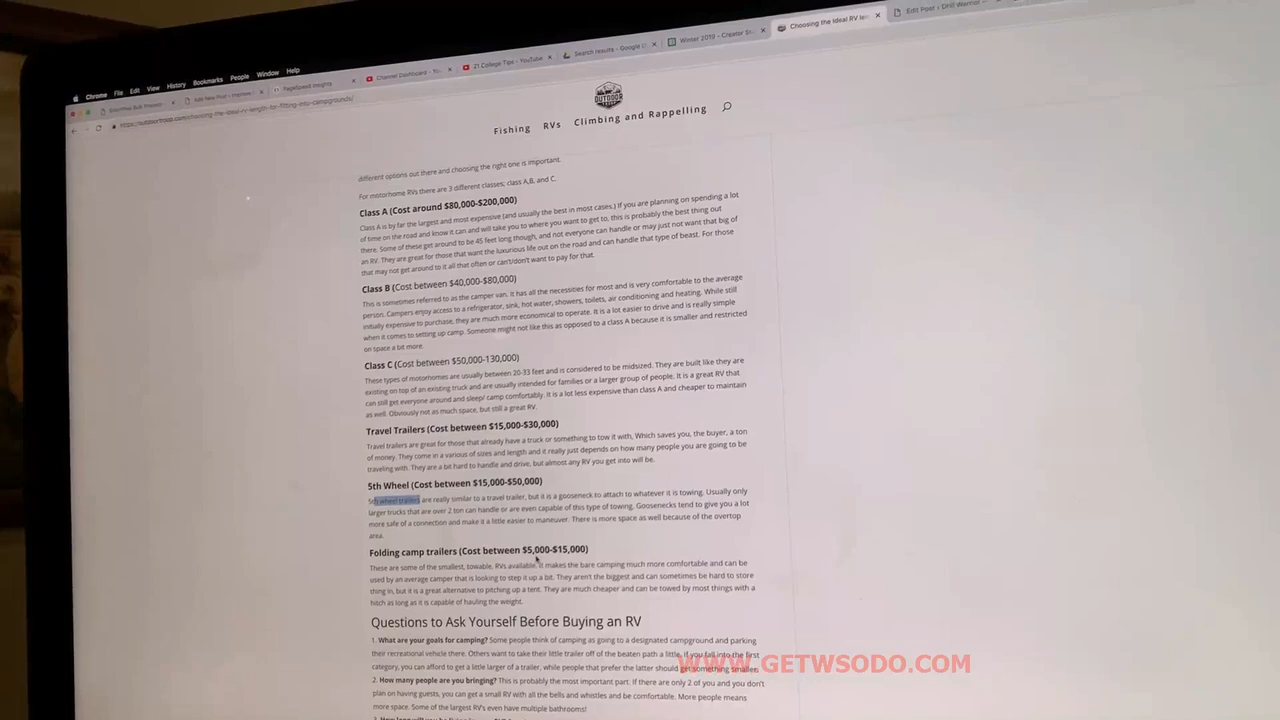 Chrome File Edit View History Bookmarks People Window Help
PageSpeed Insights
Channel Dashboard - Yo
21 College Tips - YouTube
Search results - Google D
Winter 2019 - Creator St
Choosing the Ideal RV le
Edit Post ‹ Drill Warrior
OUTDOOR
Fishing RVs Climbing and Rappelling
different options out there and choosing the right one is important.
For motorhome RVs there are 3 different classes; class A,B, and C.
Class A (Cost around $80,000-$200,000)
Class A is by far the largest and most expensive (and usually the best in most cases.) If you are planning on spending a lot
of time on the road and know it can and will take you to where you want to get to, this is probably the best thing out
there. Some of these get around to be 45 feet long though, and not everyone can handle or may just not want that big of
an RV. They are great for those that want the luxurious life out on the road and can handle that type of beast. For those
that may not get around to it all that often or can't/don't want to pay for that.
Class B (Cost between $40,000-$80,000)
This is sometimes referred to as the camper van. It has all the necessities for most and is very comfortable to the average
person. Campers enjoy access to a refrigerator, sink, hot water, showers, toilets, air conditioning and heating. While still
initially expensive to purchase, they are much more economical to operate. It is a lot easier to drive and is really simple
when it comes to setting up camp. Someone might not like this as opposed to a class A because it is smaller and restricted
on space a bit more.
Class C (Cost between $50,000-130,000)
These types of motorhomes are usually between 20-33 feet and is considered to be midsized. They are built like they are
existing on top of an existing truck and are usually intended for families or a larger group of people. It is a great RV that
can still get everyone around and sleep/ camp comfortably. It is a lot less expensive than class A and cheaper to maintain
as well. Obviously not as much space, but still a great RV.
Travel Trailers (Cost between $15,000-$30,000)
Travel trailers are great for those that already have a truck or something to tow it with, Which saves you, the buyer, a ton
of money. They come in a various of sizes and length and it really just depends on how many people you are going to be
traveling with. They are a bit hard to handle and drive, but almost any RV you get into will be.
5th Wheel (Cost between $15,000-$50,000)
5th wheel trailers are really similar to a travel trailer, but it is a gooseneck to attach to whatever it is towing. Usually only
larger trucks that are over 2 ton can handle or are even capable of this type of towing. Goosenecks tend to give you a lot
more safe of a connection and make it a little easier to maneuver. There is more space as well because of the overtop
area.
Folding camp trailers (Cost between $5,000-$15,000)
These are some of the smallest, towable, RVs available. It makes the bare camping much more comfortable and can be
used by an average camper that is looking to step it up a bit. They aren't the biggest and can sometimes be hard to store
thing in, but it is a great alternative to pitching up a tent. They are much cheaper and can be towed by most things with a
hitch as long as it is capable of hauling the weight.
Questions to Ask Yourself Before Buying an RV
1. What are your goals for camping? Some people think of camping as going to a designated campground and parking
their recreational vehicle there. Others want to take their little trailer off of the beaten path a little. If you fall into the first
category, you can afford to get a little larger of a trailer, while people that prefer the latter should get something smaller.
WWW.GETWSODO.COM
2. How many people are you bringing? This is probably the most important part. If there are only 2 of you and you don't
plan on having guests, you can get a small RV with all the bells and whistles and be comfortable. More people means
more space. Some of the largest RV's even have multiple bathrooms!